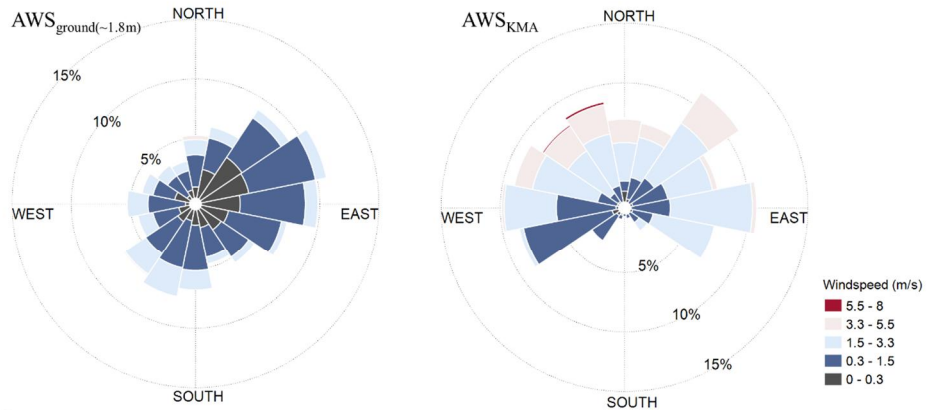 AWSground(~1.8m)
NORTH
15%
10%
5%
WEST
EAST
SOUTH
AWSKMA
NORTH
WEST
EAST
5%
10%
15%
SOUTH
Windspeed (m/s)
5.5 - 8
3.3 - 5.5
1.5 - 3.3
0.3 - 1.5
0 - 0.3